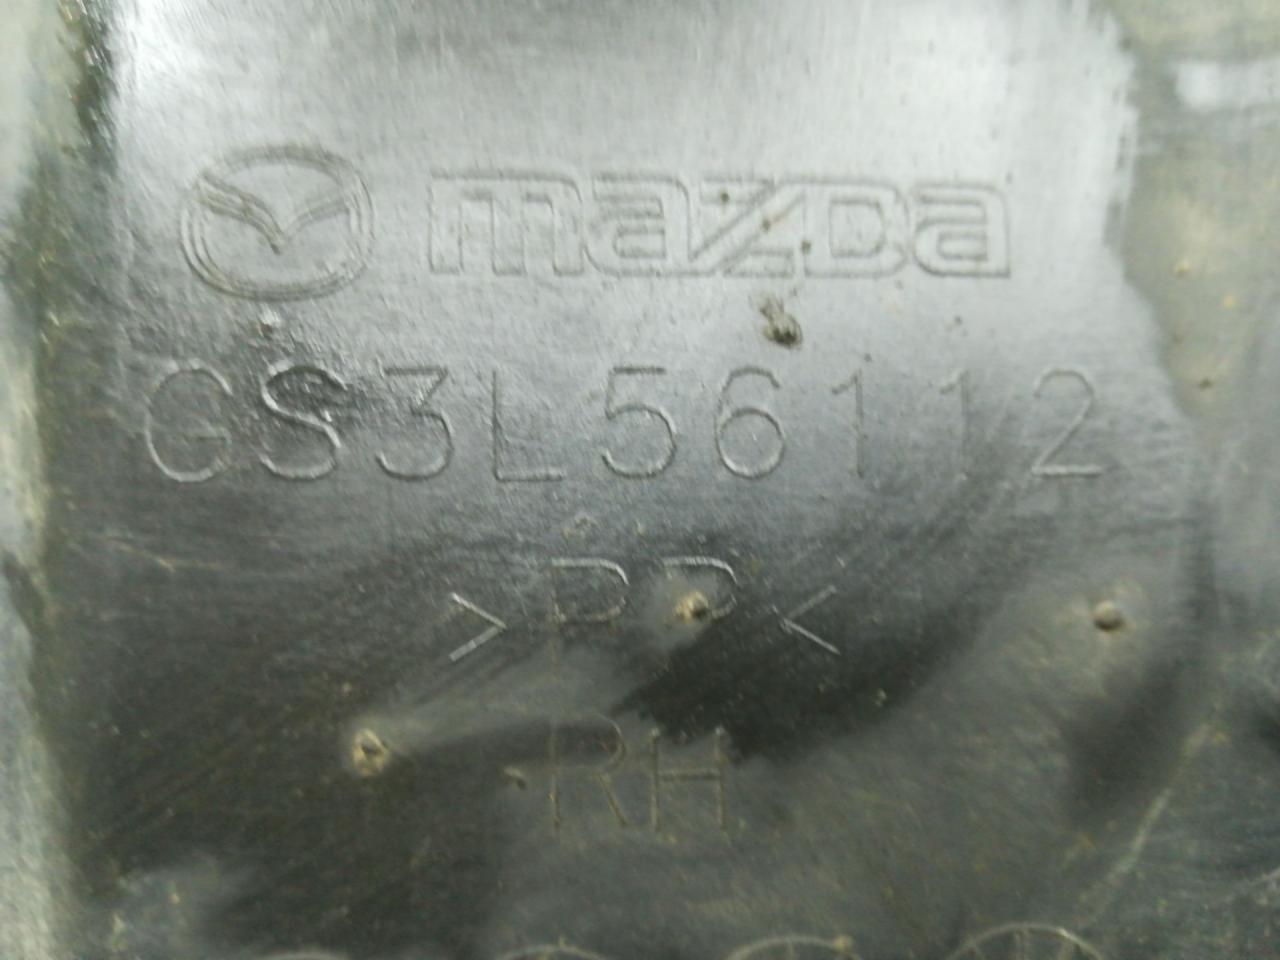 mazda
GS3L56112
>PP<
RH